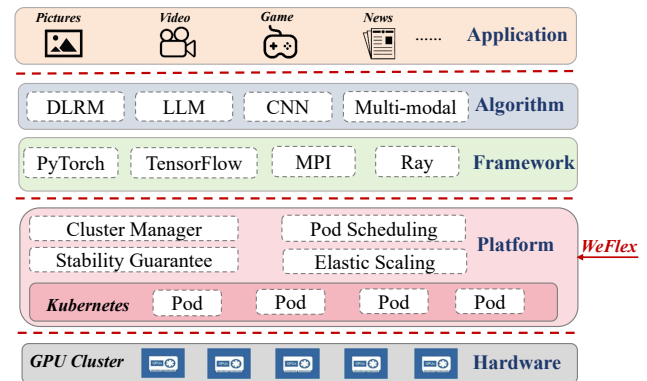 Pictures Video Game News
...... Application
DLRM LLM CNN Multi-modal Algorithm
PyTorch TensorFlow MPI Ray Framework
Cluster Manager Pod Scheduling
Platform
WeFlex
Stability Guarantee Elastic Scaling
Kubernetes Pod Pod Pod Pod
GPU Cluster Hardware